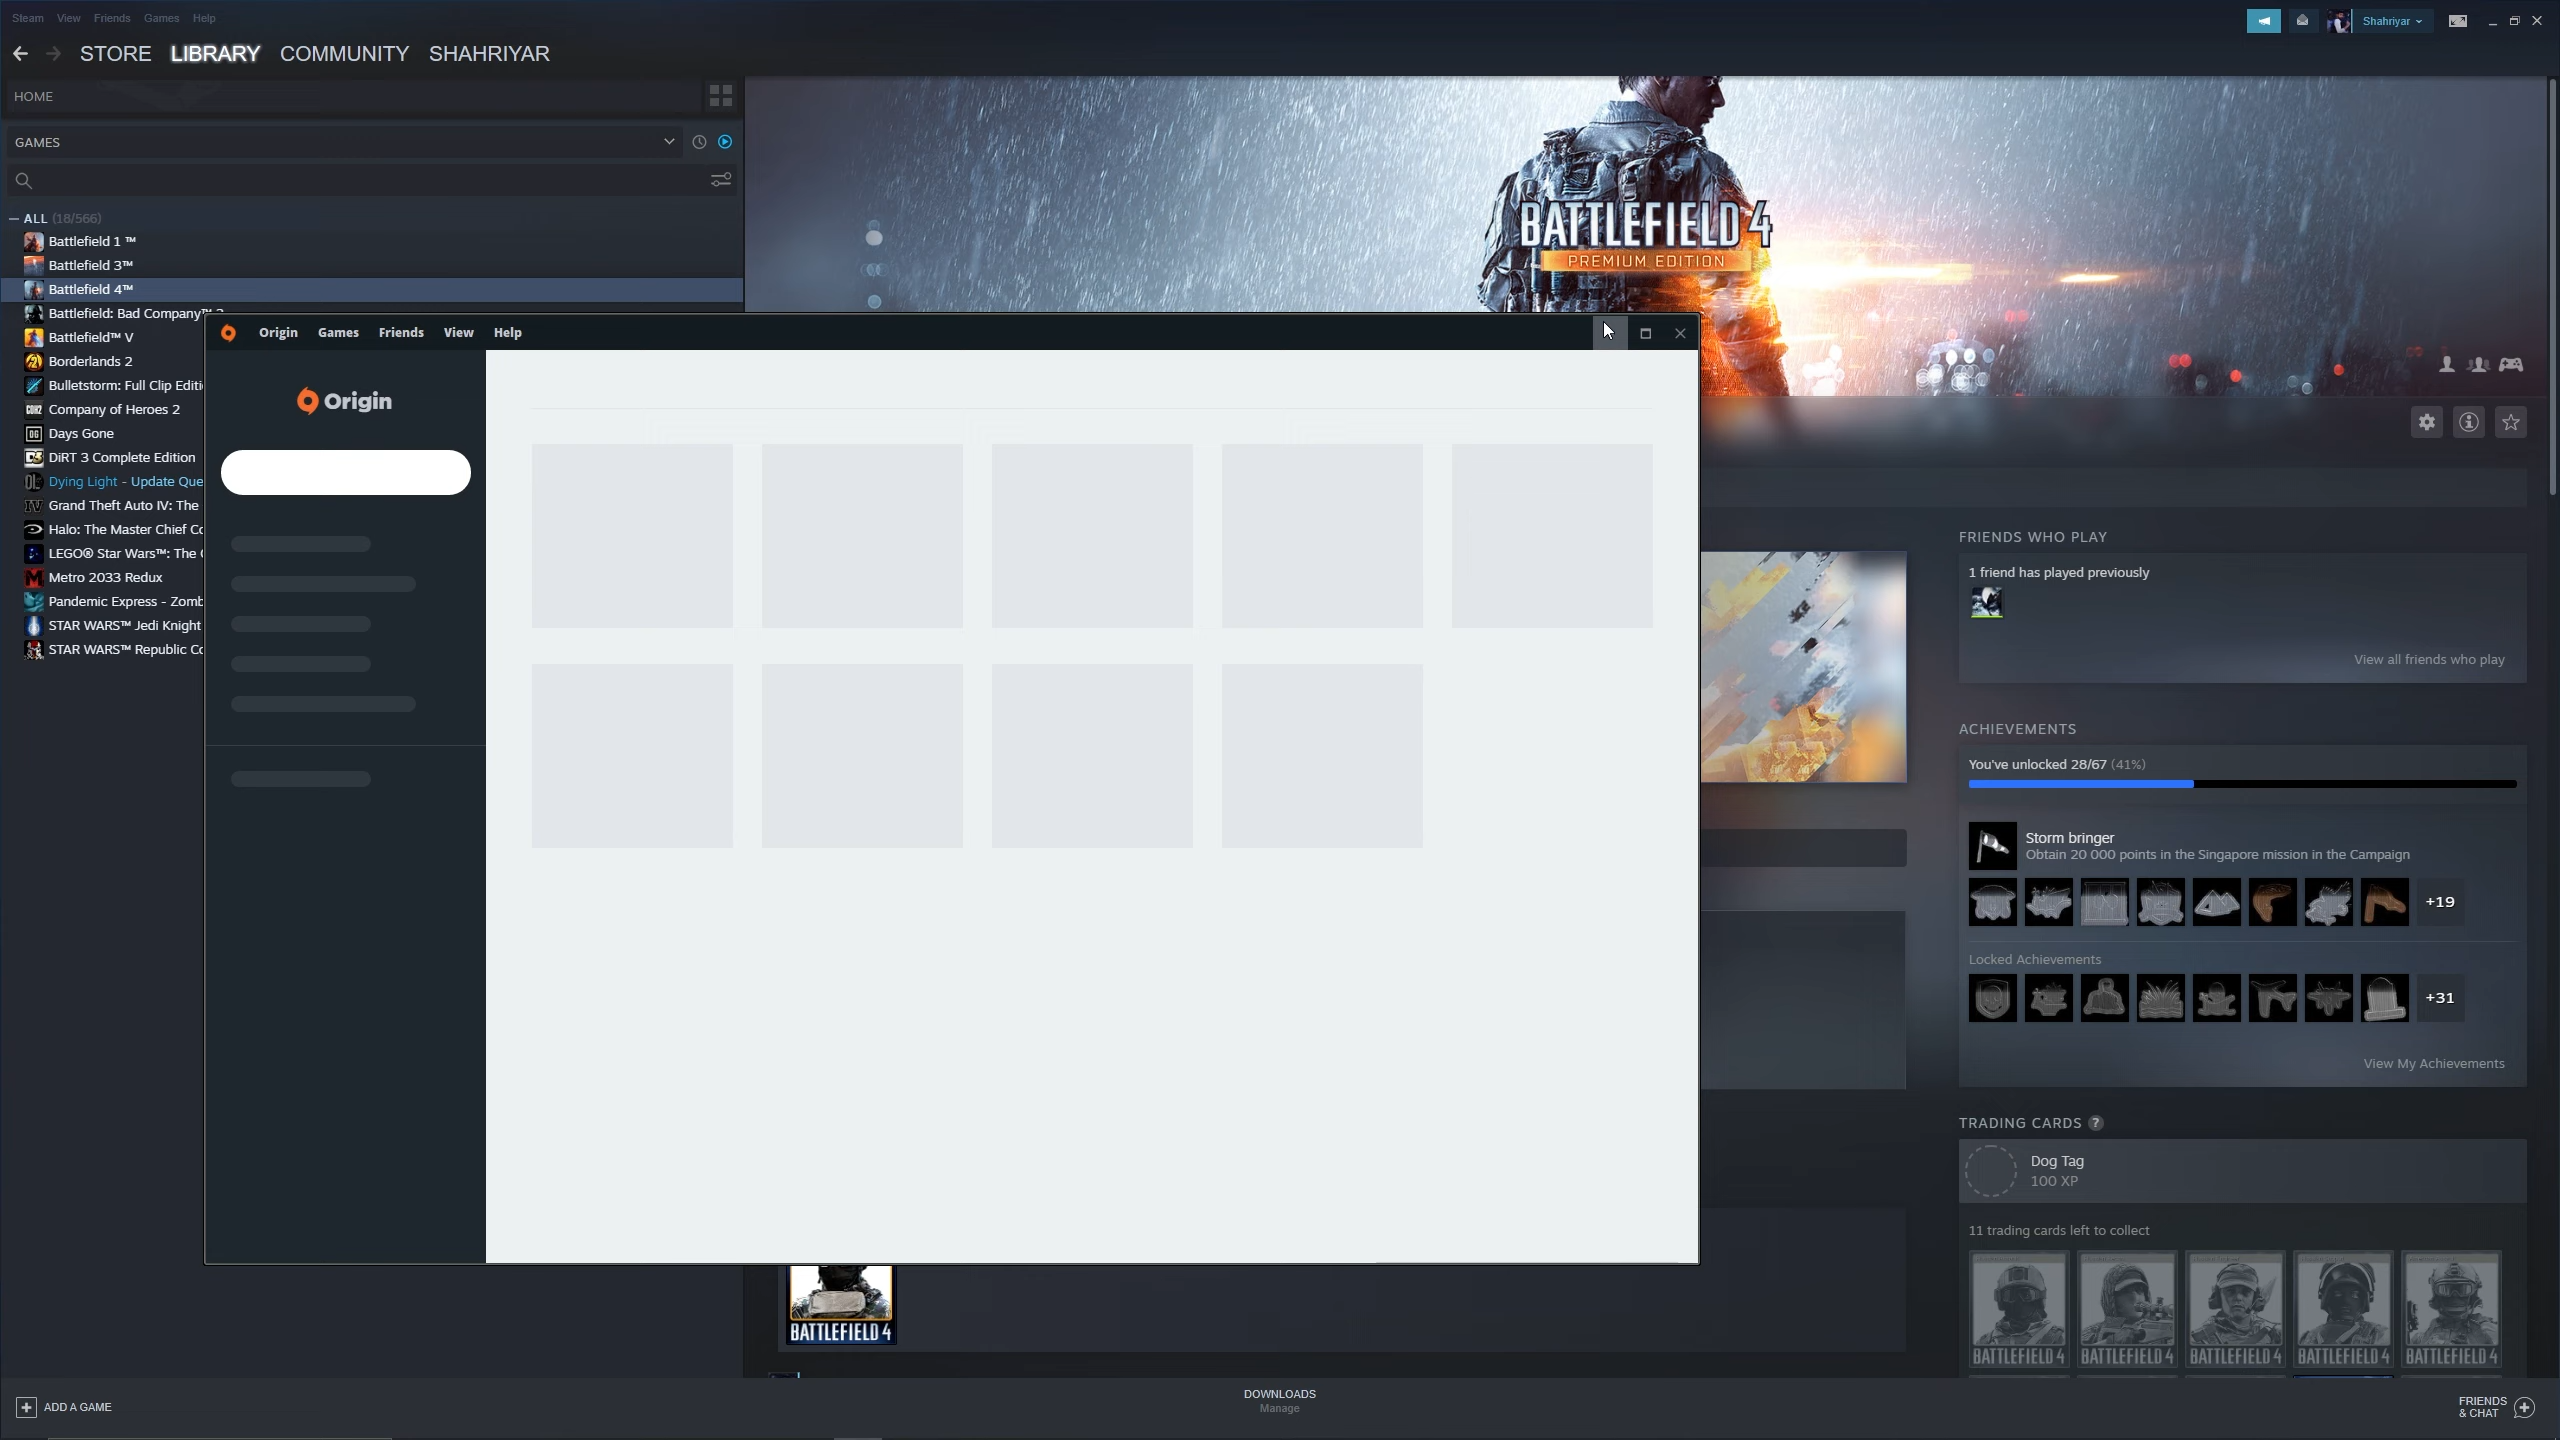 Steam View Friends Games Help
Shahriyar
STORE LIBRARY COMMUNITY SHAHRIYAR
HOME
GAMES
ALL (18/566)
Battlefield 1 ™
Battlefield 3™
Battlefield 4™
Battlefield: Bad Company™ 2
Battlefield™ V
Borderlands 2
Bulletstorm: Full Clip Editi
Company of Heroes 2
Days Gone
DiRT 3 Complete Edition
Dying Light - Update Que
Grand Theft Auto IV: The
Halo: The Master Chief Co
LEGO® Star Wars™: The
Metro 2033 Redux
Pandemic Express - Zomb
STAR WARS™ Jedi Knight
STAR WARS™ Republic Co
BATTLEFIELD 4
PREMIUM EDITION
Origin Games Friends View Help
Origin
FRIENDS WHO PLAY
1 friend has played previously
View all friends who play
ACHIEVEMENTS
You've unlocked 28/67 (41%)
Storm bringer
Obtain 20 000 points in the Singapore mission in the Campaign
+19
Locked Achievements
+31
View My Achievements
TRADING CARDS ?
Dog Tag
100 XP
11 trading cards left to collect
BATTLEFIELD 4
BATTLEFIELD 4 BATTLEFIELD 4 BATTLEFIELD 4 BATTLEFIELD 4 BATTLEFIELD 4
ADD A GAME
DOWNLOADS
Manage
FRIENDS
& CHAT